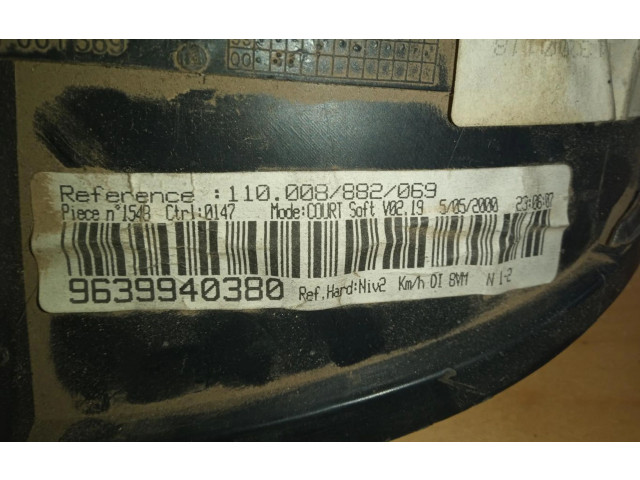 Reference :110.008/882/069
Piece n°1548 Ctrl:0147 Mode:COURT Soft V02.19 5/05/2000 23:06:07
9639940380 Ref.Hard:Niv2 Km/h DI BVM N 1-2